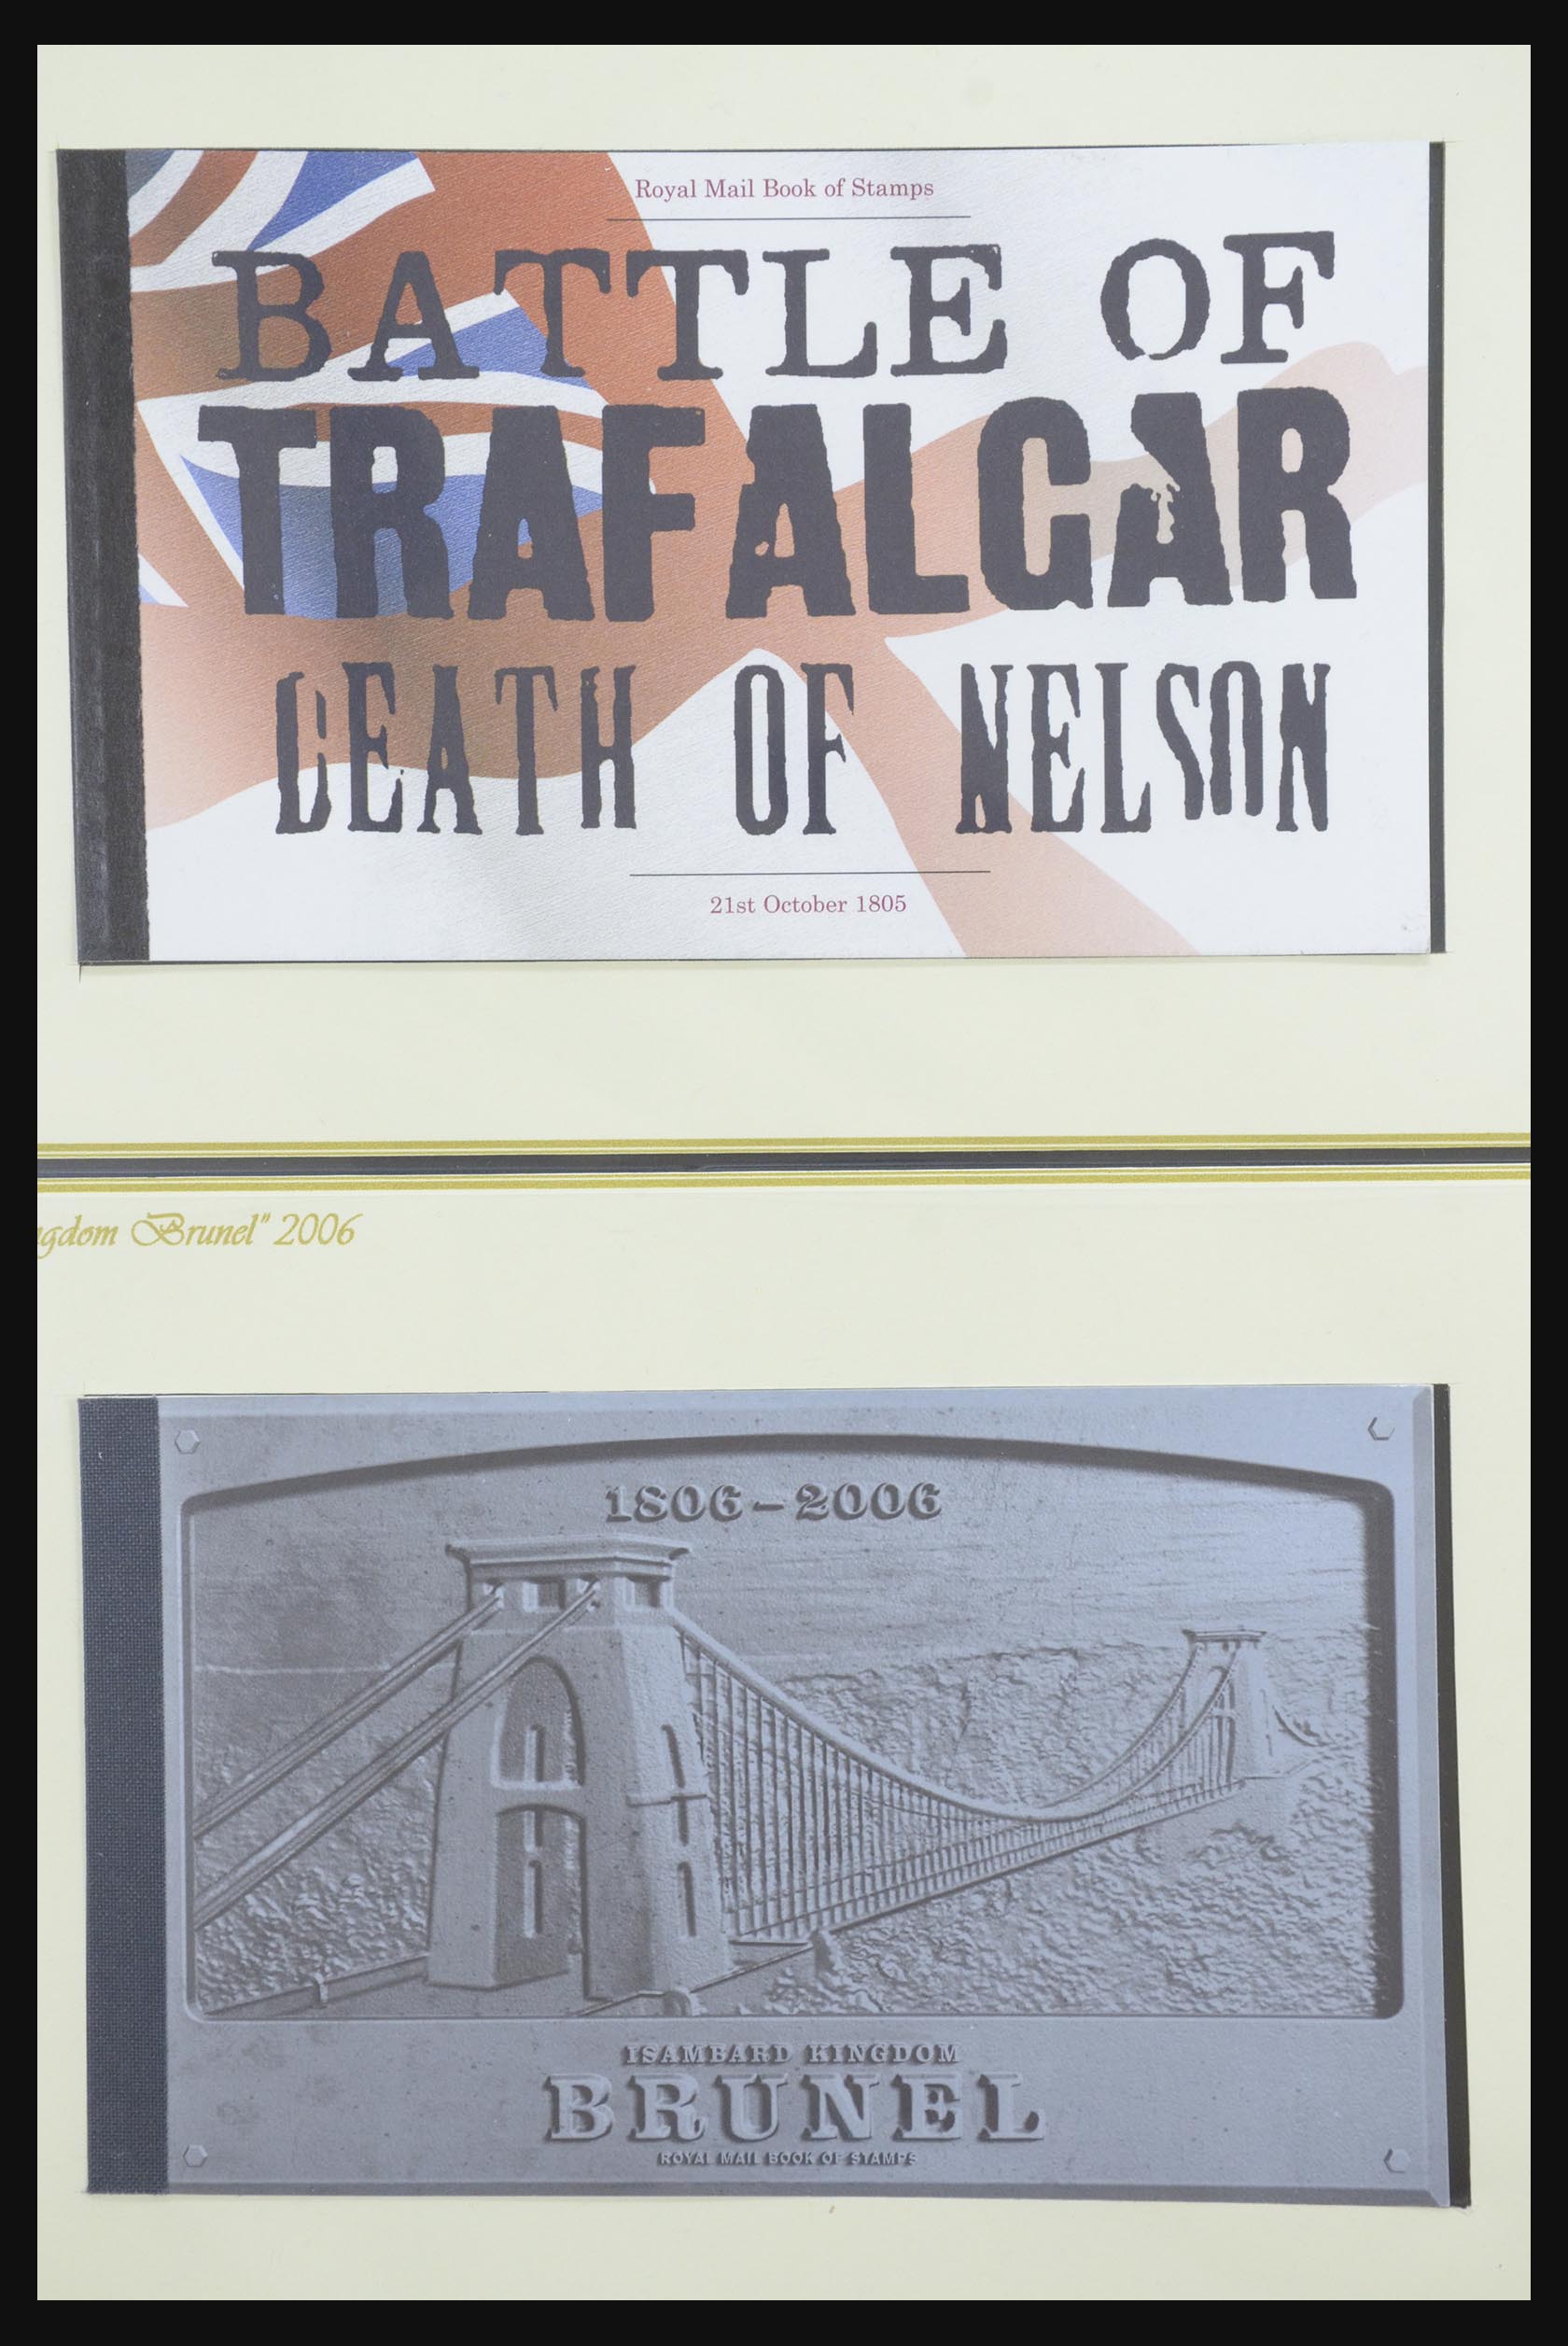 Royal Mail Book of Stamps
BATTLE OF
TRAFALGAR
DEATH OF NELSON
21st October 1805
Brunel" 2006
1806 – 2006
ISAMBARD KINGDOM
BRUNEL
ROYAL MAIL BOOK OF STAMPS